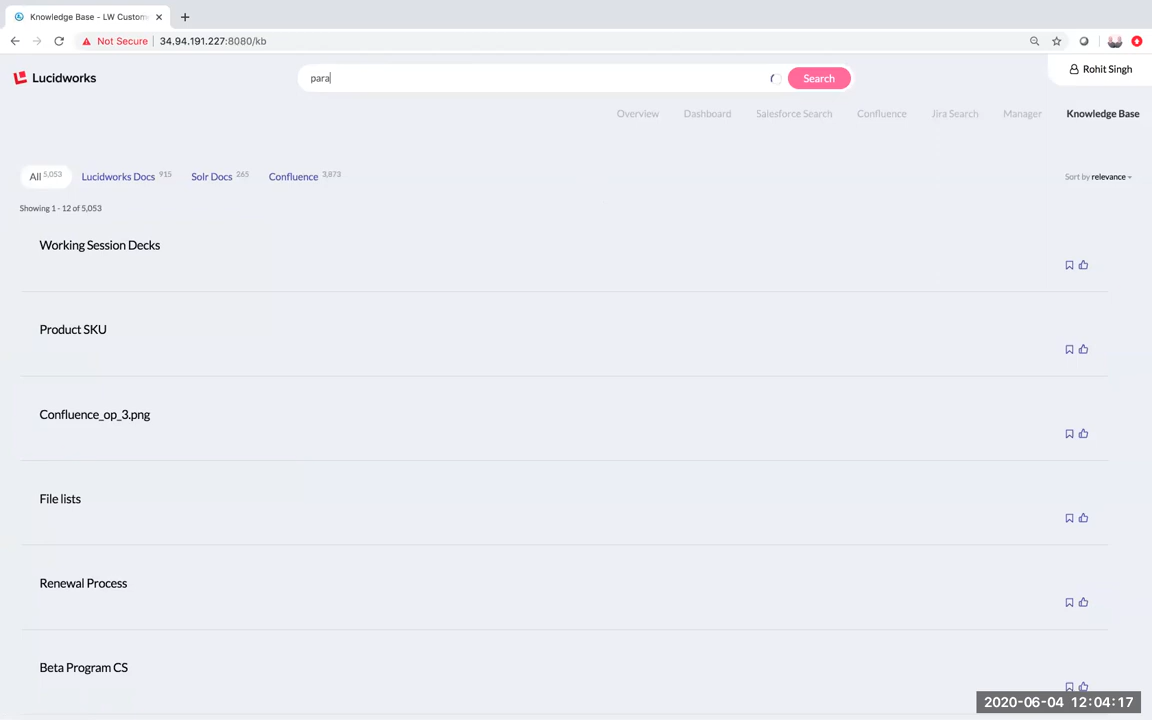 Knowledge Base - LW Custom
Not Secure 34.94.191.227:8080/kb
Lucidworks
para
Search
Rohit Singh
Overview Dashboard Salesforce Search Confluence Jira Search Manager Knowledge Base
All 5,053 Lucidworks Docs 915 Solr Docs 265 Confluence 3,873
Sort by relevance
Showing 1 - 12 of 5,053
Working Session Decks
Product SKU
Confluence_op_3.png
File lists
Renewal Process
Beta Program CS
2020-06-04 12:04:17